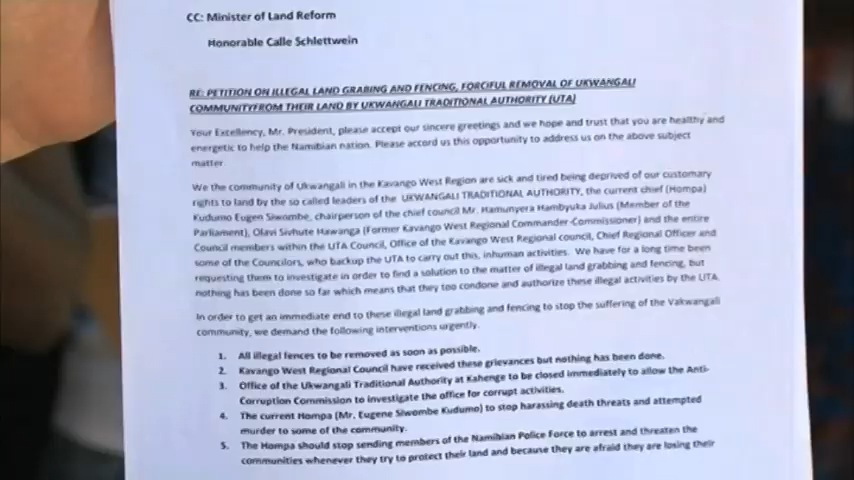 CC: Minister of Land Reform
Honorable Calle Schlettwein
RE: PETITION ON ILLEGAL LAND GRABING AND FENCING, FORCIFUL REMOVAL OF UKWANGALI
COMMUNITYFROM THEIR LAND BY UKWANGALI TRADITIONAL AUTHORITY (UTA)
Your Excellency, Mr. President, please accept our sincere greetings and we hope and trust that you are healthy and
energetic to help the Namibian nation. Please accord us this opportunity to address us on the above subject
matter.
We the community of Ukwangali in the Kavango West Region are sick and tired being deprived of our customary
rights to land by the so called leaders of the UKWANGALI TRADITIONAL AUTHORITY, the current chief (Hompa)
Kudumo Eugen Siwombe, chairperson of the chief council Mr. Hamunyera Hambyuka Julius (Member of the
Parliament), Olavi Sivhute Hawanga (Former Kavango West Regional Commander-Commissioner) and the entire
Council members within the UTA Council, Office of the Kavango West Regional council, Chief Regional Officer and
some of the Councilors, who backup the UTA to carry out this, inhuman activities. We have for a long time been
requesting them to investigate in order to find a solution to the matter of illegal land grabbing and fencing, but
nothing has been done so far which means that they too condone and authorize these illegal activities by the UTA.
In order to get an immediate end to these illegal land grabbing and fencing to stop the suffering of the Vakwangali
community, we demand the following interventions urgently.
1. All illegal fences to be removed as soon as possible.
2. Kavango West Regional Council have received these grievances but nothing has been done.
3. Office of the Ukwangali Traditional Authority at Kahenge to be closed immediately to allow the Anti-
Corruption Commission to investigate the office for corrupt activities.
4. The current Hompa (Mr. Eugene Siwombe Kudumo) to stop harassing death threats and attempted
murder to some of the community.
5. The Hompa should stop sending members of the Namibian Police Force to arrest and threaten the
communities whenever they try to protect their land and because they are afraid they are losing their